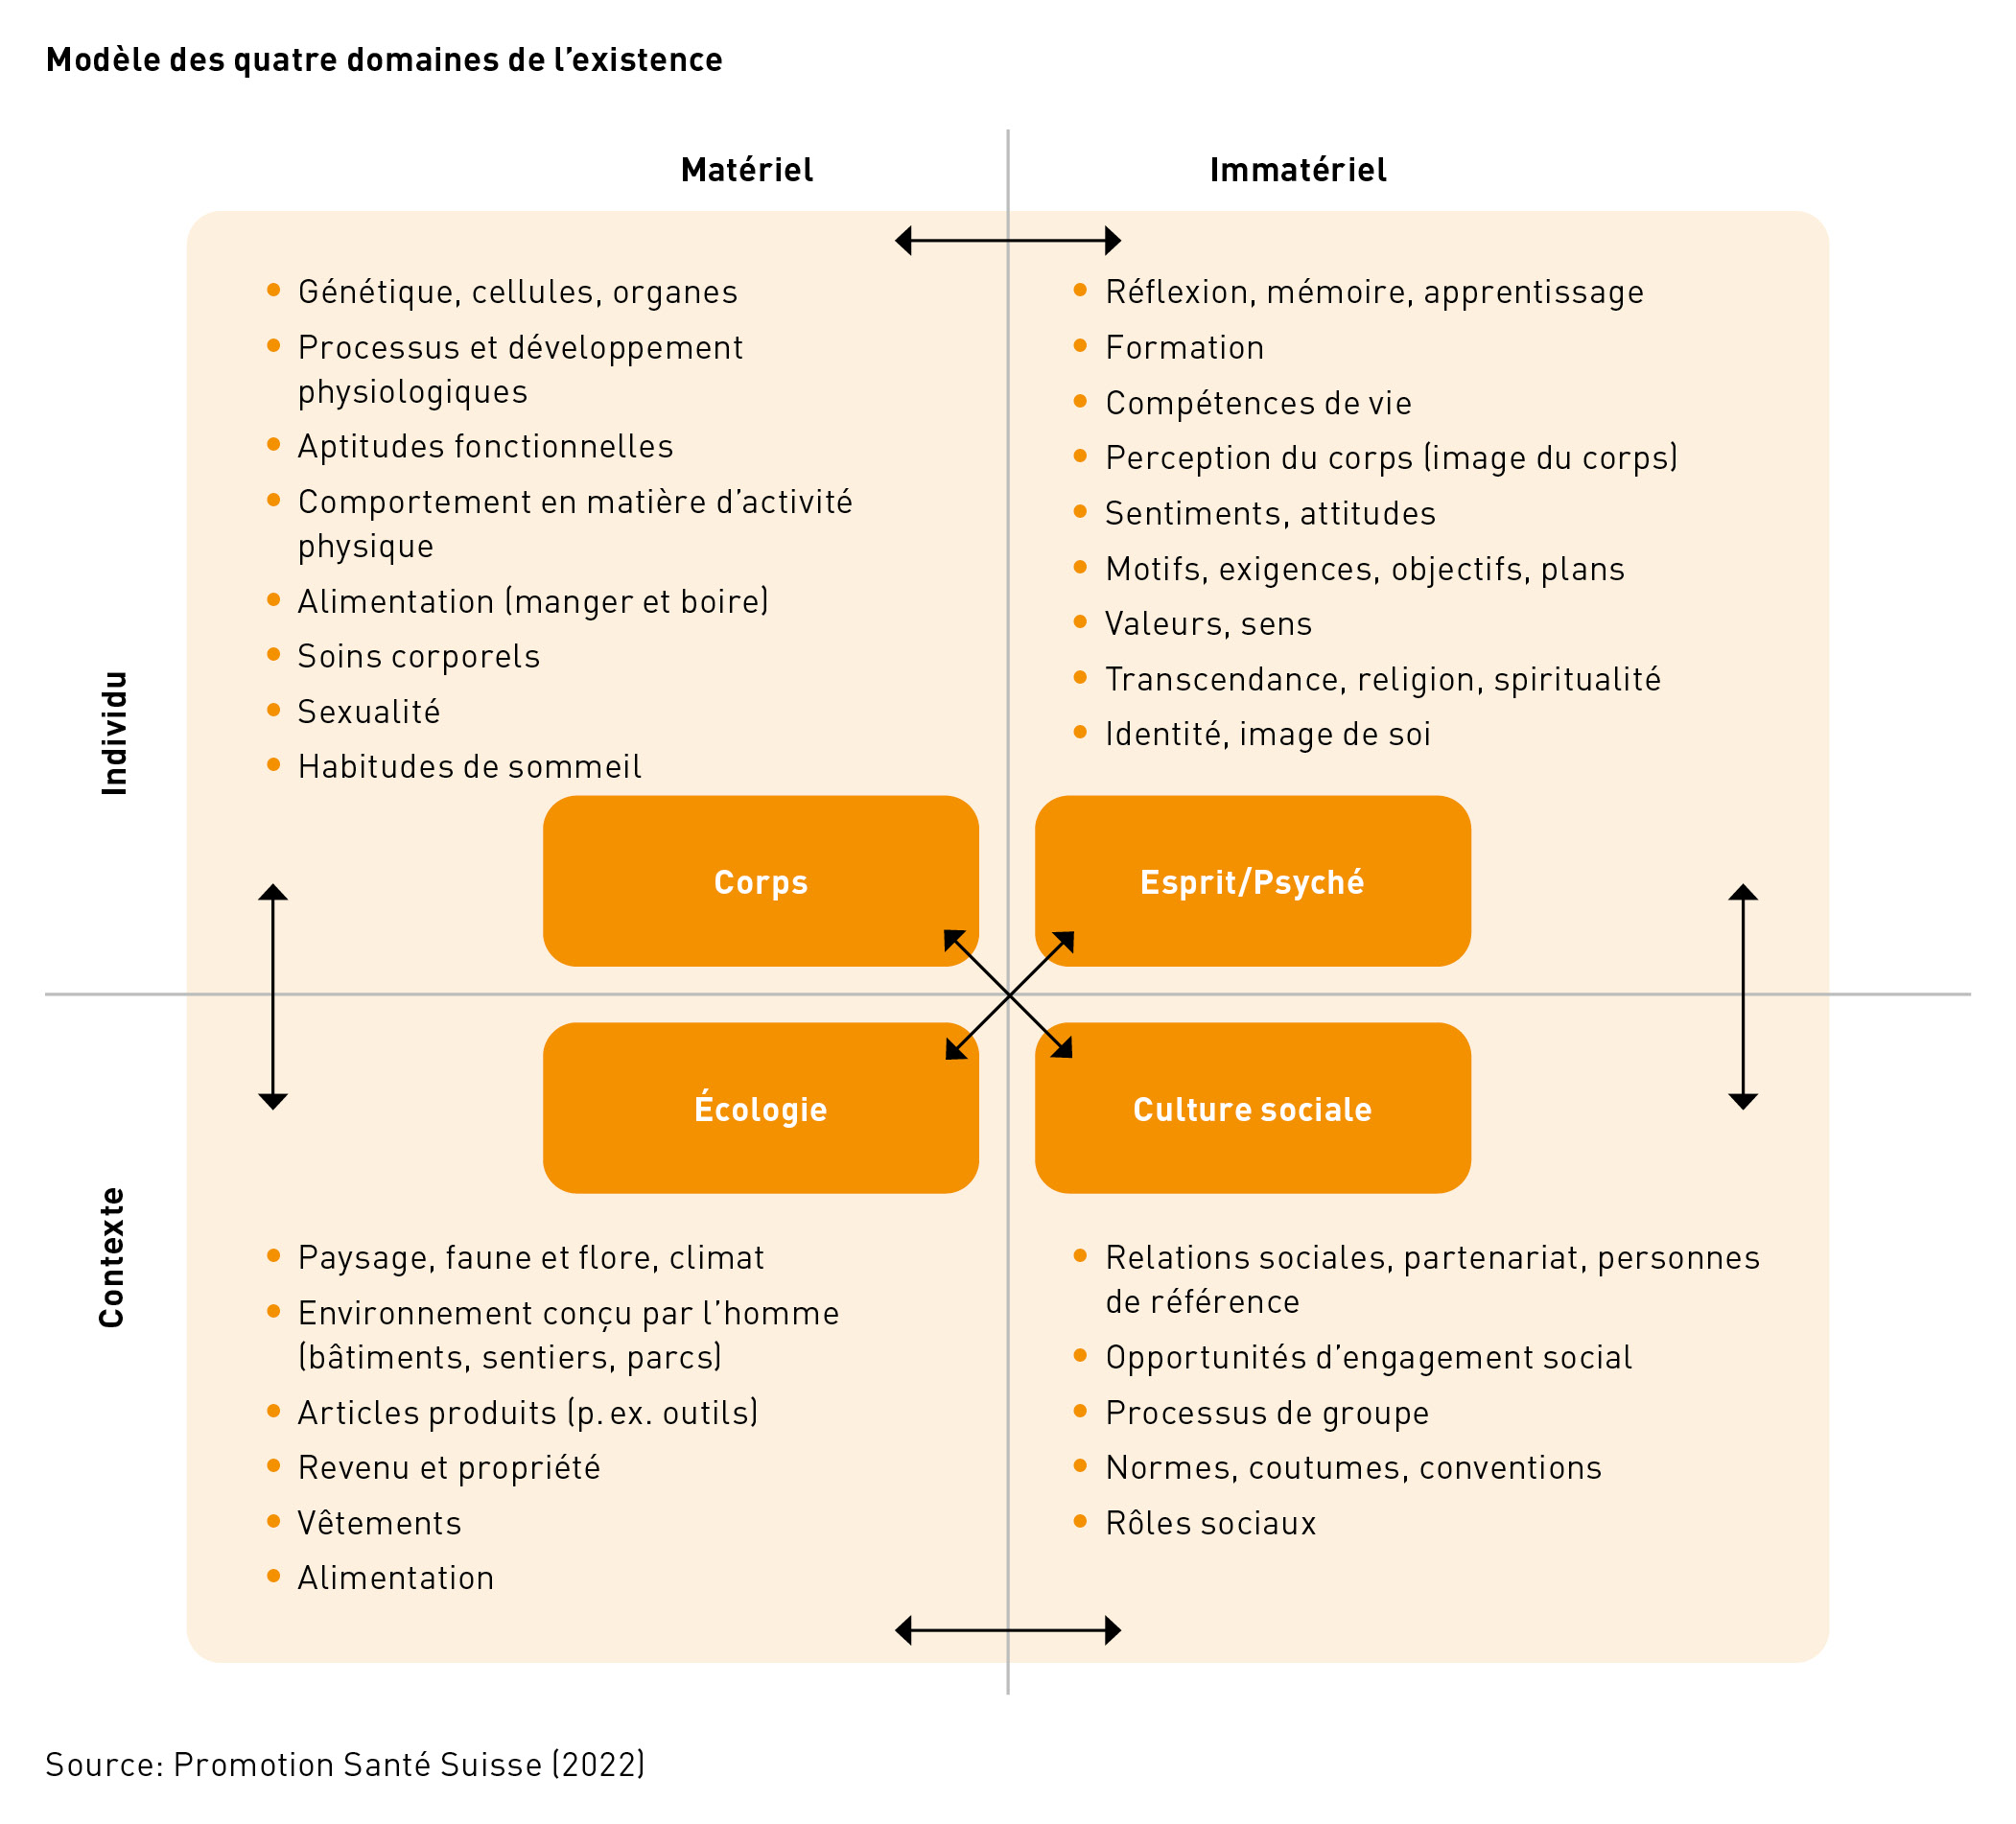 Modèle des quatre domaines de l’existence
Matériel
Immatériel
Individu
• Génétique, cellules, organes
• Processus et développement
physiologiques
• Aptitudes fonctionnelles
• Comportement en matière d’activité
physique
• Alimentation (manger et boire)
• Soins corporels
• Sexualité
• Habitudes de sommeil
Corps
• Réflexion, mémoire, apprentissage
• Formation
• Compétences de vie
• Perception du corps (image du corps)
• Sentiments, attitudes
• Motifs, exigences, objectifs, plans
• Valeurs, sens
• Transcendance, religion, spiritualité
• Identité, image de soi
Esprit/Psyché
Contexte
Écologie
• Paysage, faune et flore, climat
• Environnement conçu par l’homme
(bâtiments, sentiers, parcs)
• Articles produits (p. ex. outils)
• Revenu et propriété
• Vêtements
• Alimentation
Culture sociale
• Relations sociales, partenariat, personnes
de référence
• Opportunités d’engagement social
• Processus de groupe
• Normes, coutumes, conventions
• Rôles sociaux
Source: Promotion Santé Suisse (2022)